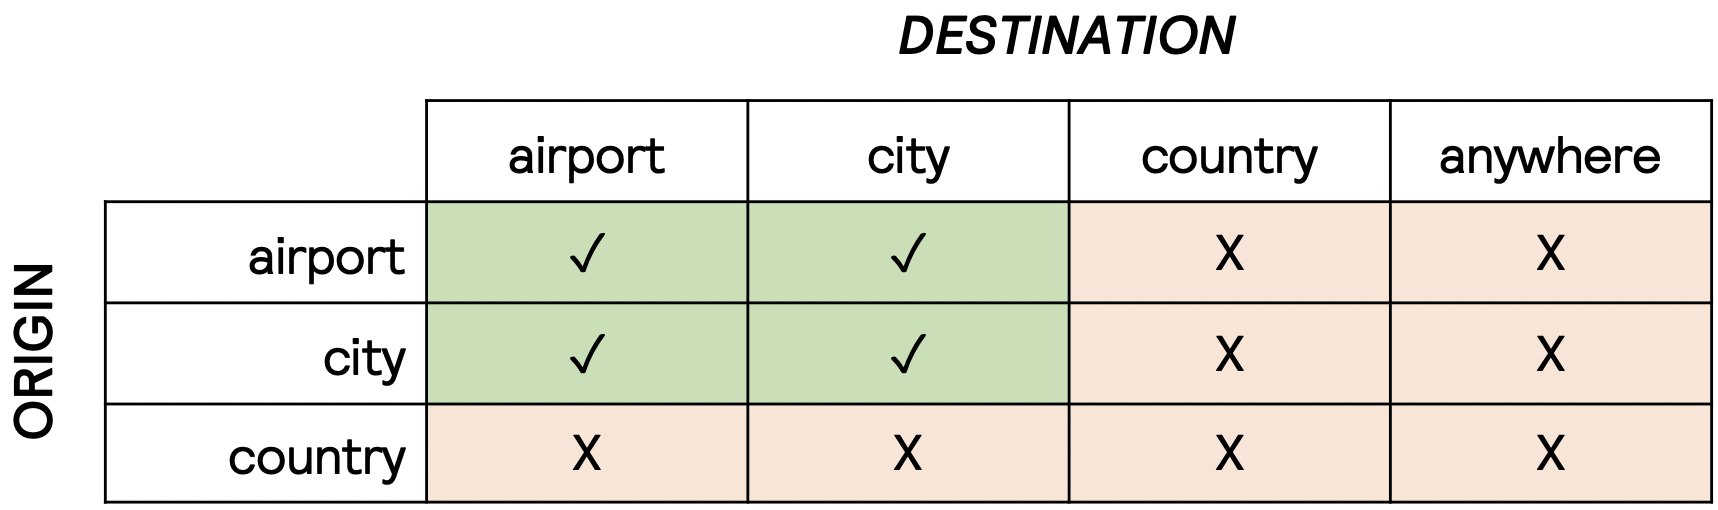 DESTINATION
airport city country anywhere
ORIGIN
airport ✓ ✓ X X
city ✓ ✓ X X
country X X X X